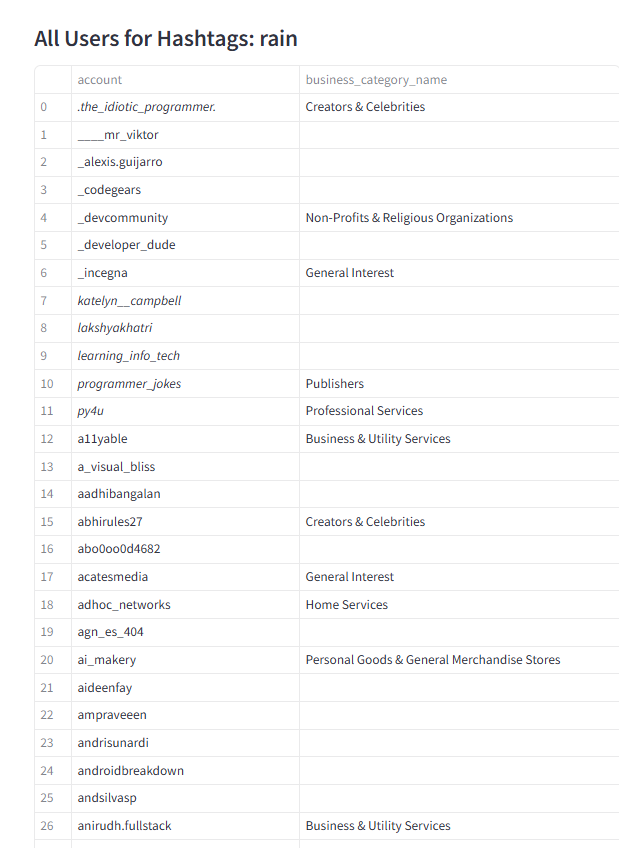 All Users for Hashtags: rain
account business_category_name
0 .the_idiotic_programmer. Creators & Celebrities
1 ____mr_viktor
2 _alexis.guijarro
3 _codegears
4 _devcommunity Non-Profits & Religious Organizations
5 _developer_dude
6 _incegna General Interest
7 katelyn__campbell
8 lakshyakhatri
9 learning_info_tech
10 programmer_jokes Publishers
11 py4u Professional Services
12 a11yable Business & Utility Services
13 a_visual_bliss
14 aadhibangalan
15 abhirules27 Creators & Celebrities
16 abo0oo0d4682
17 acatesmedia General Interest
18 adhoc_networks Home Services
19 agn_es_404
20 ai_makery Personal Goods & General Merchandise Stores
21 aideenfay
22 ampraveeen
23 andrisunardi
24 androidbreakdown
25 andsilvasp
26 anirudh.fullstack Business & Utility Services